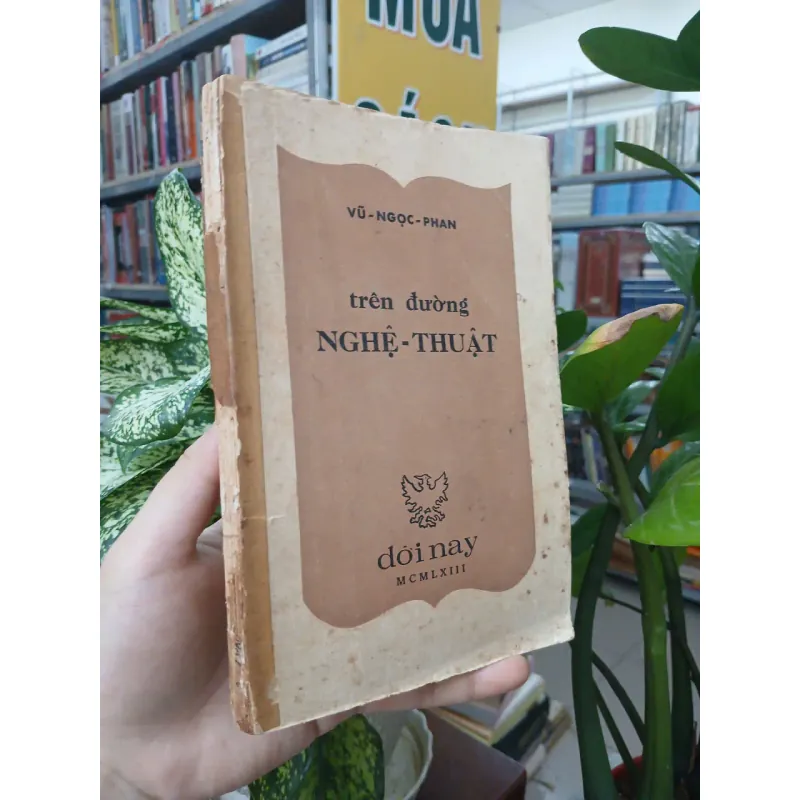 MUA
VŨ-NGỌC-PHAN
trên đường
NGHỆ-THUẬT
đời nay
MCMLXIII